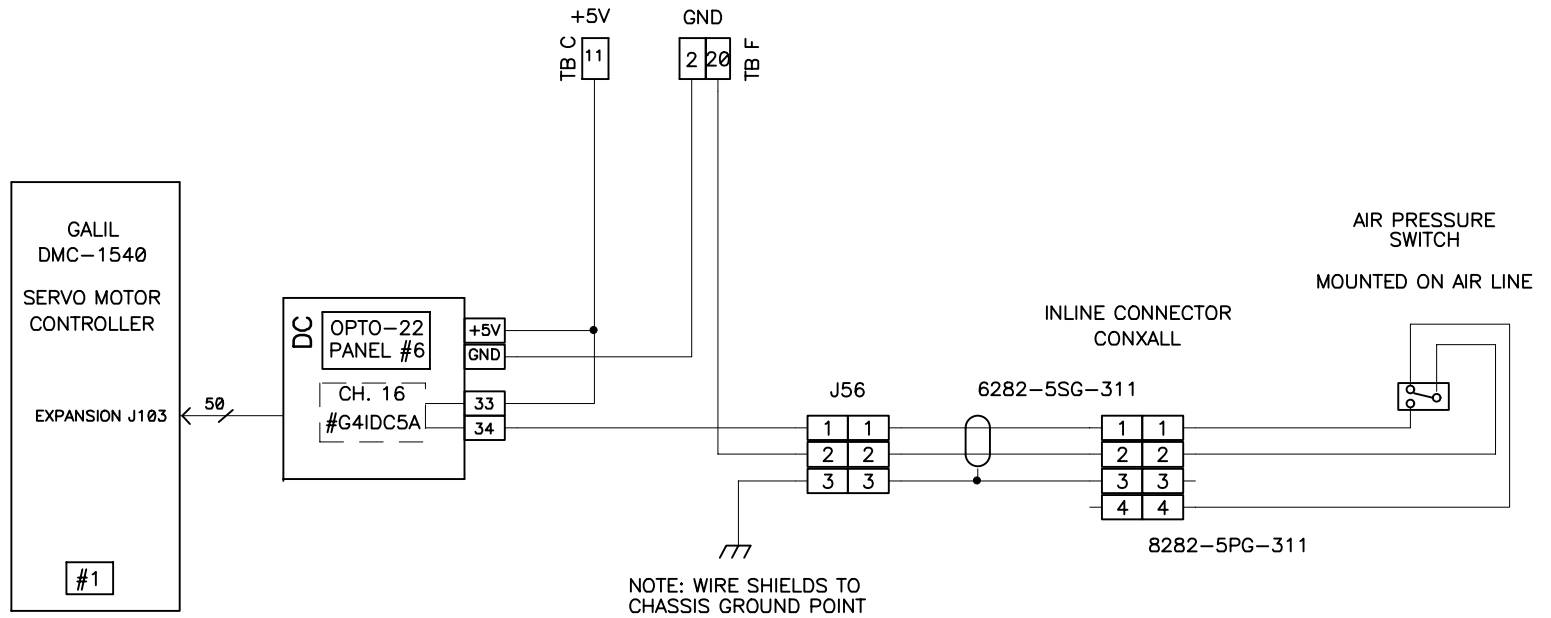 +5V
GND
TB C
11
2 20
TB F
GALIL
DMC-1540
SERVO MOTOR
CONTROLLER
EXPANSION J103
50
#1
DC
OPTO-22
PANEL #6
+5V
GND
CH. 16
#G4IDC5A
33
34
J56
1 1
2 2
3 3
6282-5SG-311
INLINE CONNECTOR
CONXALL
1 1
2 2
3 3
4 4
8282-5PG-311
AIR PRESSURE
SWITCH
MOUNTED ON AIR LINE
NOTE: WIRE SHIELDS TO
CHASSIS GROUND POINT